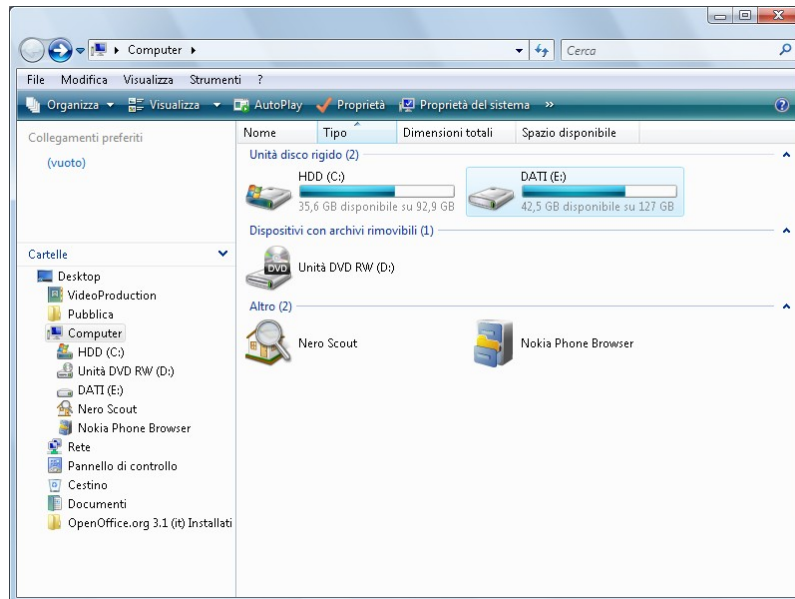 Computer
Cerca
File Modifica Visualizza Strumenti ?
Organizza Visualizza AutoPlay Proprietà Proprietà del sistema »
Collegamenti preferiti
(vuoto)
Cartelle
Desktop
VideoProduction
Pubblica
Computer
HDD (C:)
Unità DVD RW (D:)
DATI (E:)
Nero Scout
Nokia Phone Browser
Rete
Pannello di controllo
Cestino
Documenti
OpenOffice.org 3.1 (it) Installati
Nome Tipo Dimensioni totali Spazio disponibile
Unità disco rigido (2)
HDD (C:)
35,6 GB disponibile su 92,9 GB
DATI (E:)
42,5 GB disponibile su 127 GB
Dispositivi con archivi rimovibili (1)
DVD
Unità DVD RW (D:)
Altro (2)
Nero Scout
Nokia Phone Browser